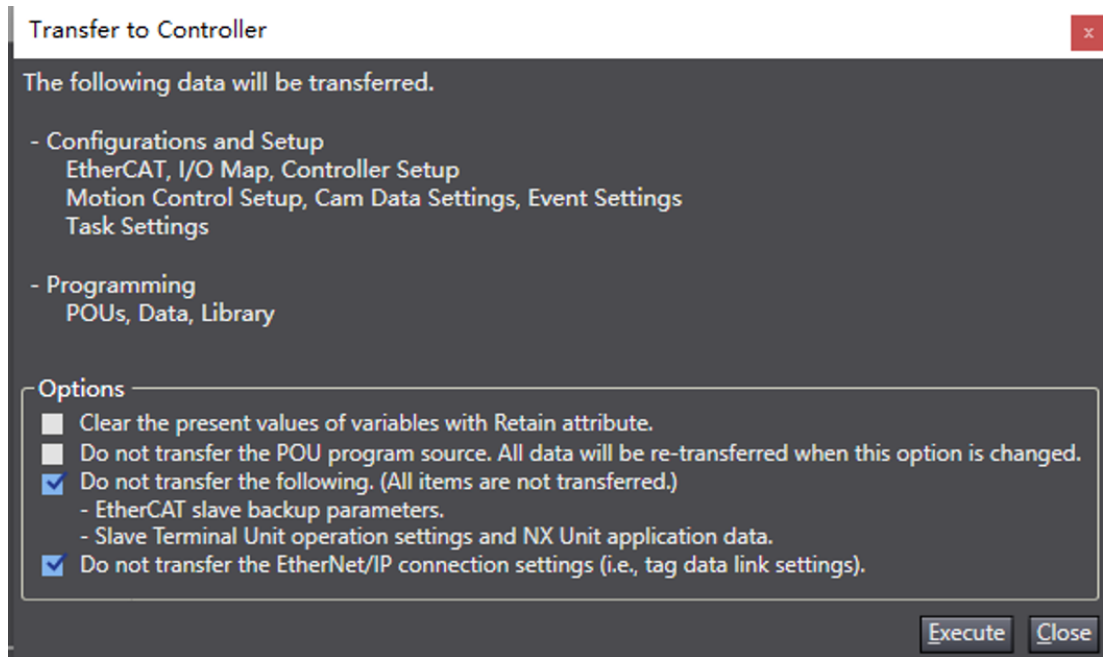 Transfer to Controller
x
The following data will be transferred.
- Configurations and Setup
EtherCAT, I/O Map, Controller Setup
Motion Control Setup, Cam Data Settings, Event Settings
Task Settings
- Programming
POUs, Data, Library
Options
Clear the present values of variables with Retain attribute.
Do not transfer the POU program source. All data will be re-transferred when this option is changed.
Do not transfer the following. (All items are not transferred.)
- EtherCAT slave backup parameters.
- Slave Terminal Unit operation settings and NX Unit application data.
Do not transfer the EtherNet/IP connection settings (i.e., tag data link settings).
Execute Close